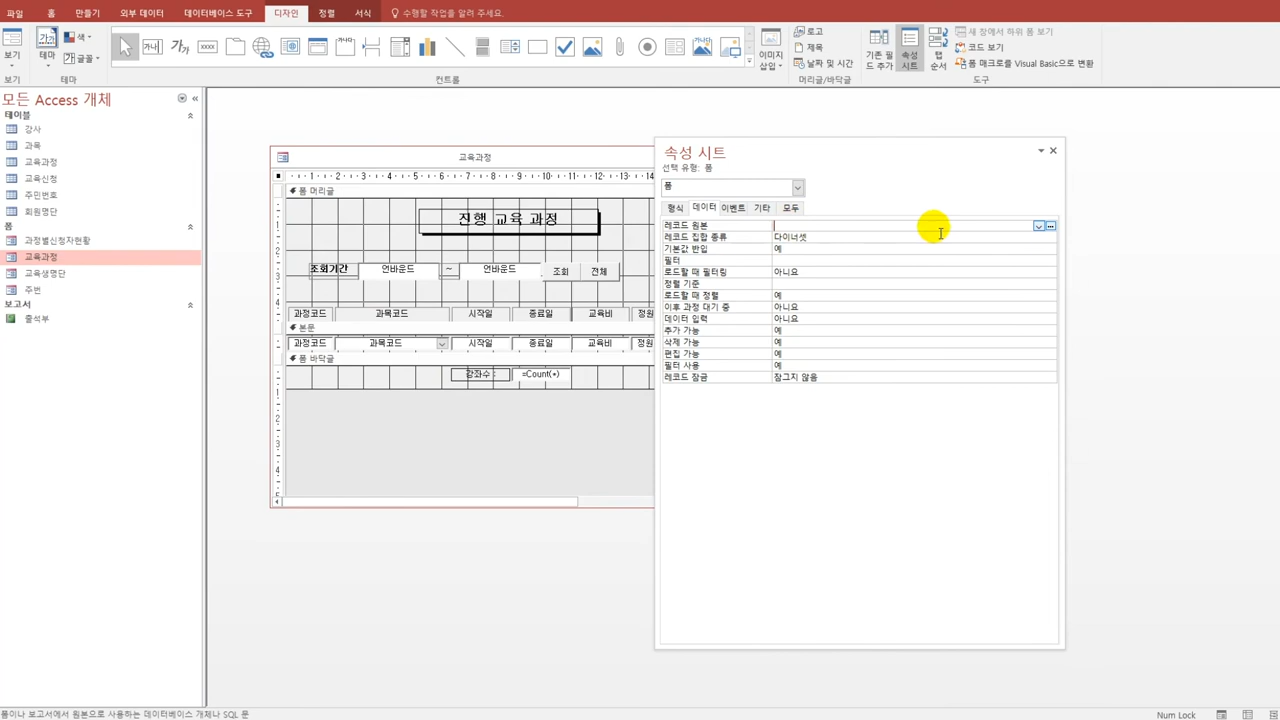 파일 홈 만들기 외부 데이터 데이터베이스 도구 디자인 정렬 서식 수행할 작업을 알려 주세요.
보기 테마 색 글꼴 가나 로고 제목 날짜 및 시간 이미지 삽입 기존 필드 추가 속성 시트 탭 순서 새 창에서 하위 폼 보기 코드 보기 폼 매크로를 Visual Basic으로 변환
보기 테마 컨트롤 머리글/바닥글 도구
모든 Access 개체
테이블
강사
과목
교육과정
교육신청
주민번호
회원명단
폼
과정별신청자현황
교육과정
교육생명단
주번
보고서
출석부
교육과정
폼 머리글
진행 교육 과정
조회기간 언바운드 ~ 언바운드 조회 전체
과정코드 과목코드 시작일 종료일 교육비 정원
본문
과정코드 과목코드 시작일 종료일 교육비 정원
폼 바닥글
강좌수 : =Count(*)
속성 시트
선택 유형: 폼
폼
형식 데이터 이벤트 기타 모두
레코드 원본
레코드 집합 종류 다이너셋
기본값 반입 예
필터
로드할 때 필터링 아니요
정렬 기준
로드할 때 정렬 예
이후 과정 대기 중 아니요
데이터 입력 아니요
추가 가능 예
삭제 가능 예
편집 가능 예
필터 사용 예
레코드 잠금 잠그지 않음
폼이나 보고서에서 원본으로 사용하는 데이터베이스 개체나 SQL 문
Num Lock